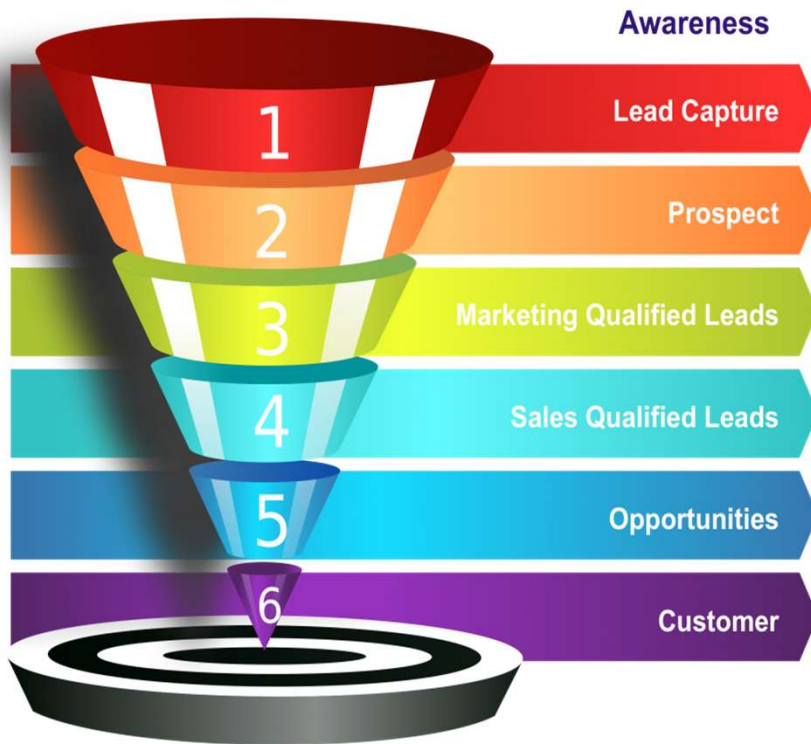 Awareness
1
Lead Capture
2
Prospect
3
Marketing Qualified Leads
4
Sales Qualified Leads
5
Opportunities
6
Customer